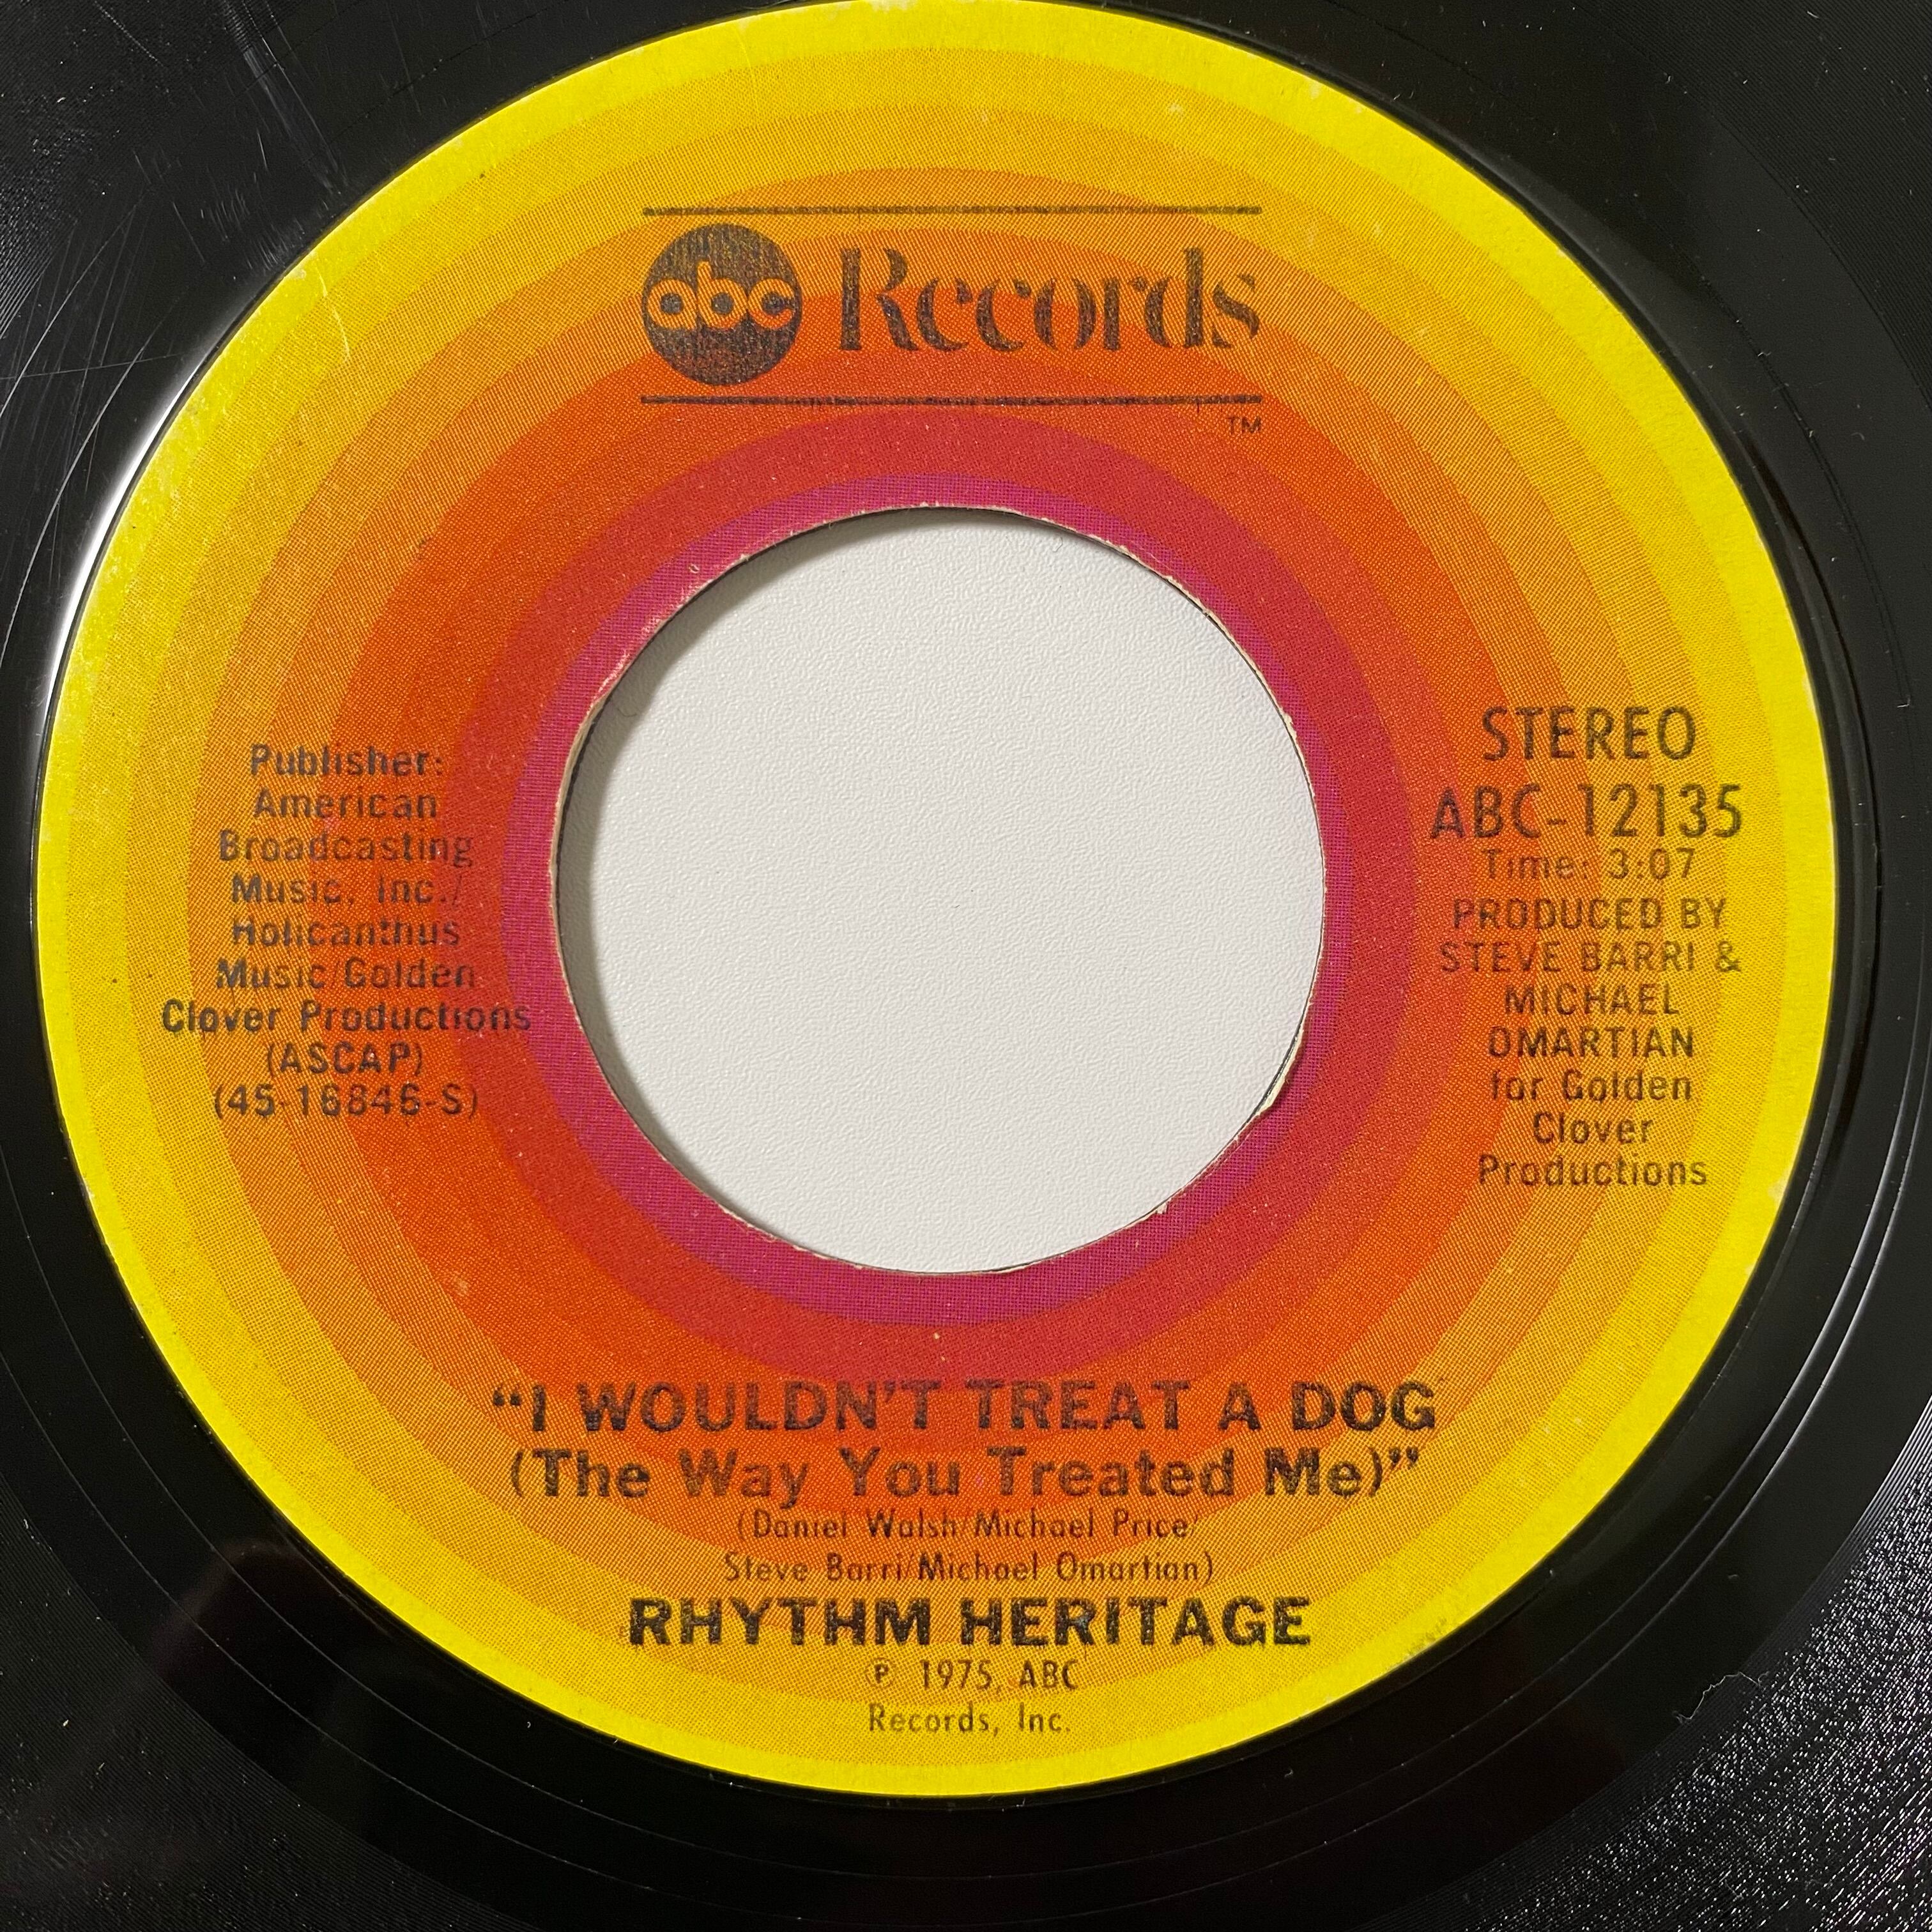 abc Records
TM
Publisher:
American
Broadcasting
Music, Inc./
Holicanthus
Music/Golden
Clover Productions
(ASCAP)
(45-16846-S)
STEREO
ABC-12135
Time: 3:07
PRODUCED BY
STEVE BARRI &
MICHAEL
OMARTIAN
for Golden
Clover
Productions
“I WOULDN'T TREAT A DOG
(The Way You Treated Me)”
(Daniel Walsh/Michael Price/
Steve Barri/Michael Omartian)
RHYTHM HERITAGE
℗ 1975, ABC
Records, Inc.